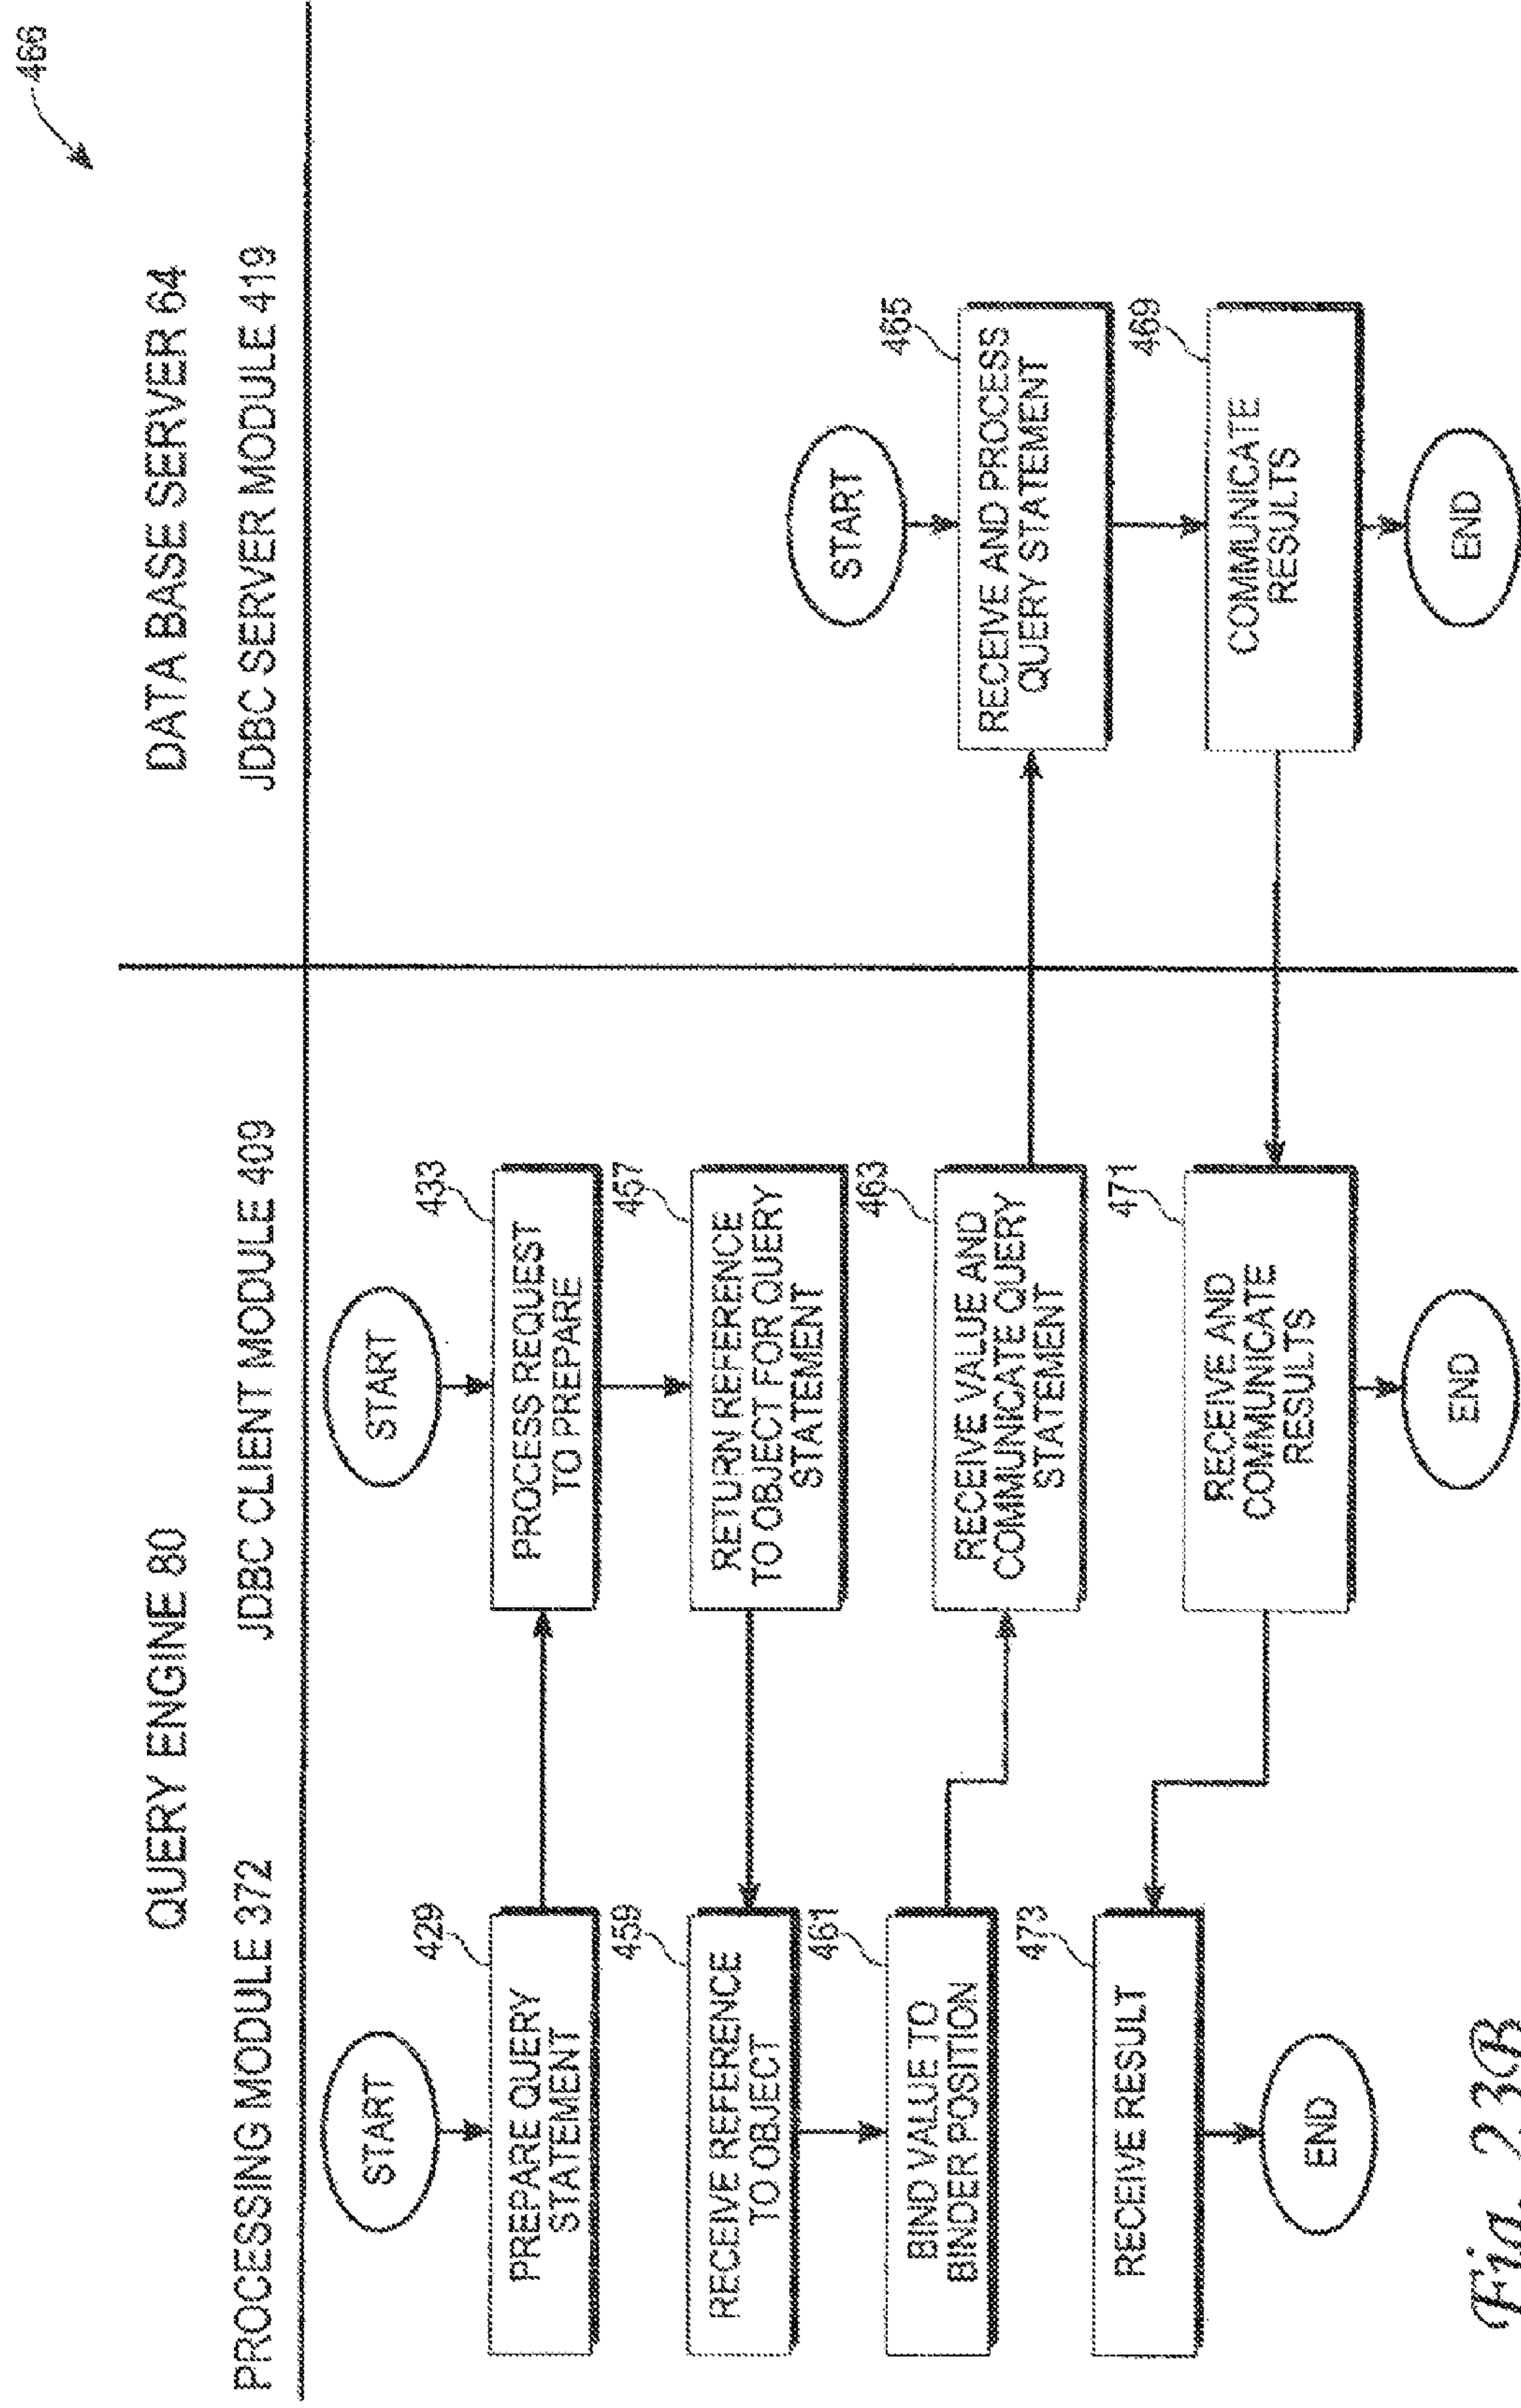 466
QUERY ENGINE 80
DATA BASE SERVER 64
PROCESSING MODULE 372
JDBC CLIENT MODULE 409
JDBC SERVER MODULE 419
START
429
PREPARE QUERY
STATEMENT
459
RECEIVE REFERENCE
TO OBJECT
461
BIND VALUE TO
BINDER POSITION
473
RECEIVE RESULT
END
START
433
PROCESS REQUEST
TO PREPARE
457
RETURN REFERENCE
TO OBJECT FOR QUERY
STATEMENT
463
RECEIVE VALUE AND
COMMUNICATE QUERY
STATEMENT
471
RECEIVE AND
COMMUNICATE
RESULTS
END
START
465
RECEIVE AND PROCESS
QUERY STATEMENT
469
COMMUNICATE
RESULTS
END
Fig. 23B